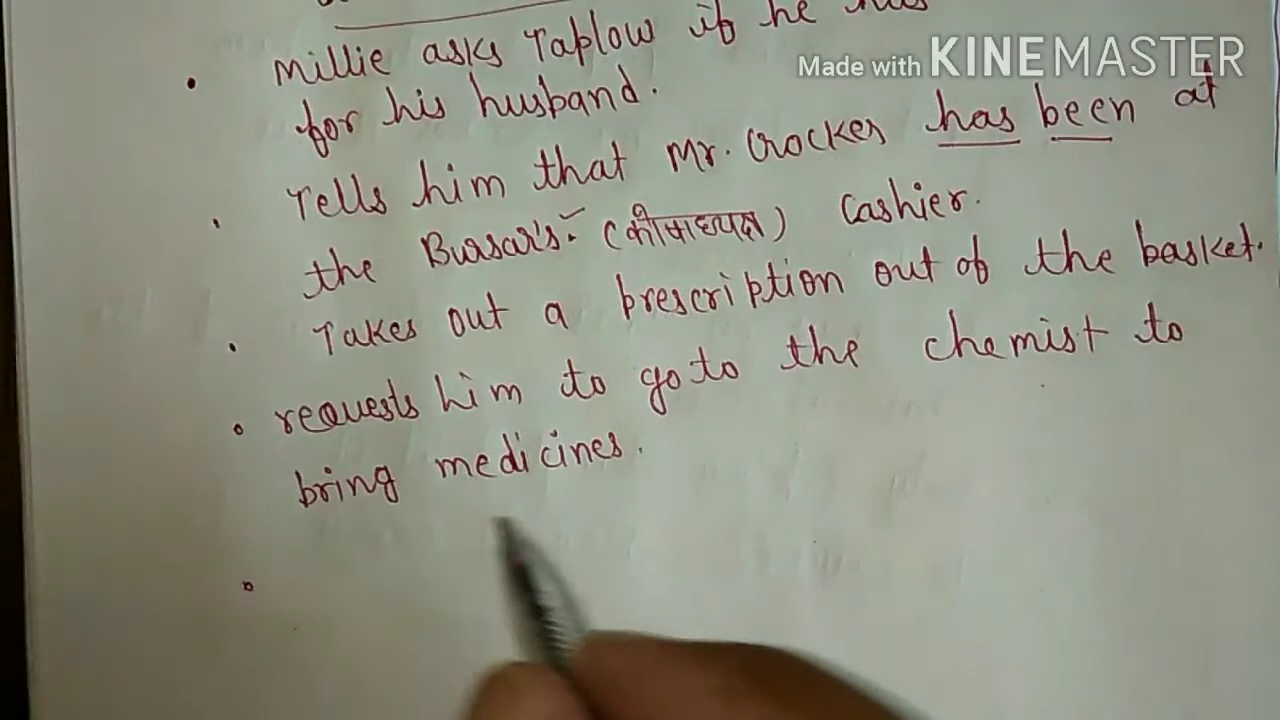 Millie asks Taplow if he has
Made with KINEMASTER
for his husband.
Tells him that Mr. Crocker has been at
the Bursar's. (कोषाध्यक्ष) Cashier.
Takes out a prescription out of the basket.
requests him to go to the chemist to
bring medicines.